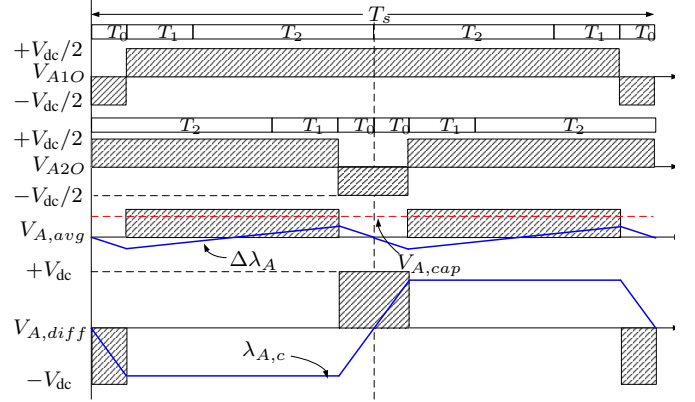 T_s
T_0 T_1 T_2 T_2 T_1 T_0
+V_dc/2
V_A1O
−V_dc/2
T_2 T_1 T_0 T_0 T_1 T_2
+V_dc/2
V_A2O
−V_dc/2
V_A,avg
Δλ_A
V_A,cap
+V_dc
V_A,diff
λ_A,c
−V_dc